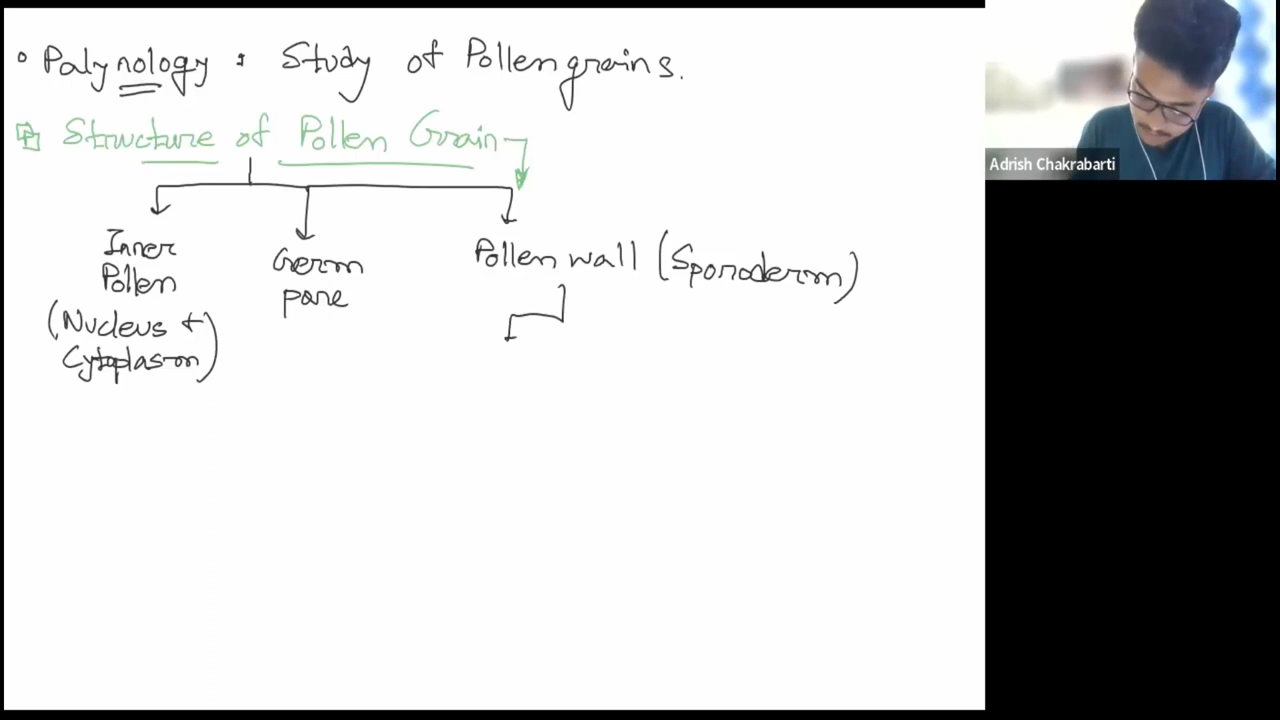 Palynology : Study of Pollen grains.
Structure of Pollen Grain
Inner
Pollen
(Nucleus +
Cytoplasm)
Germ
pore
Pollen wall (Sporoderm)
Adrish Chakrabarti